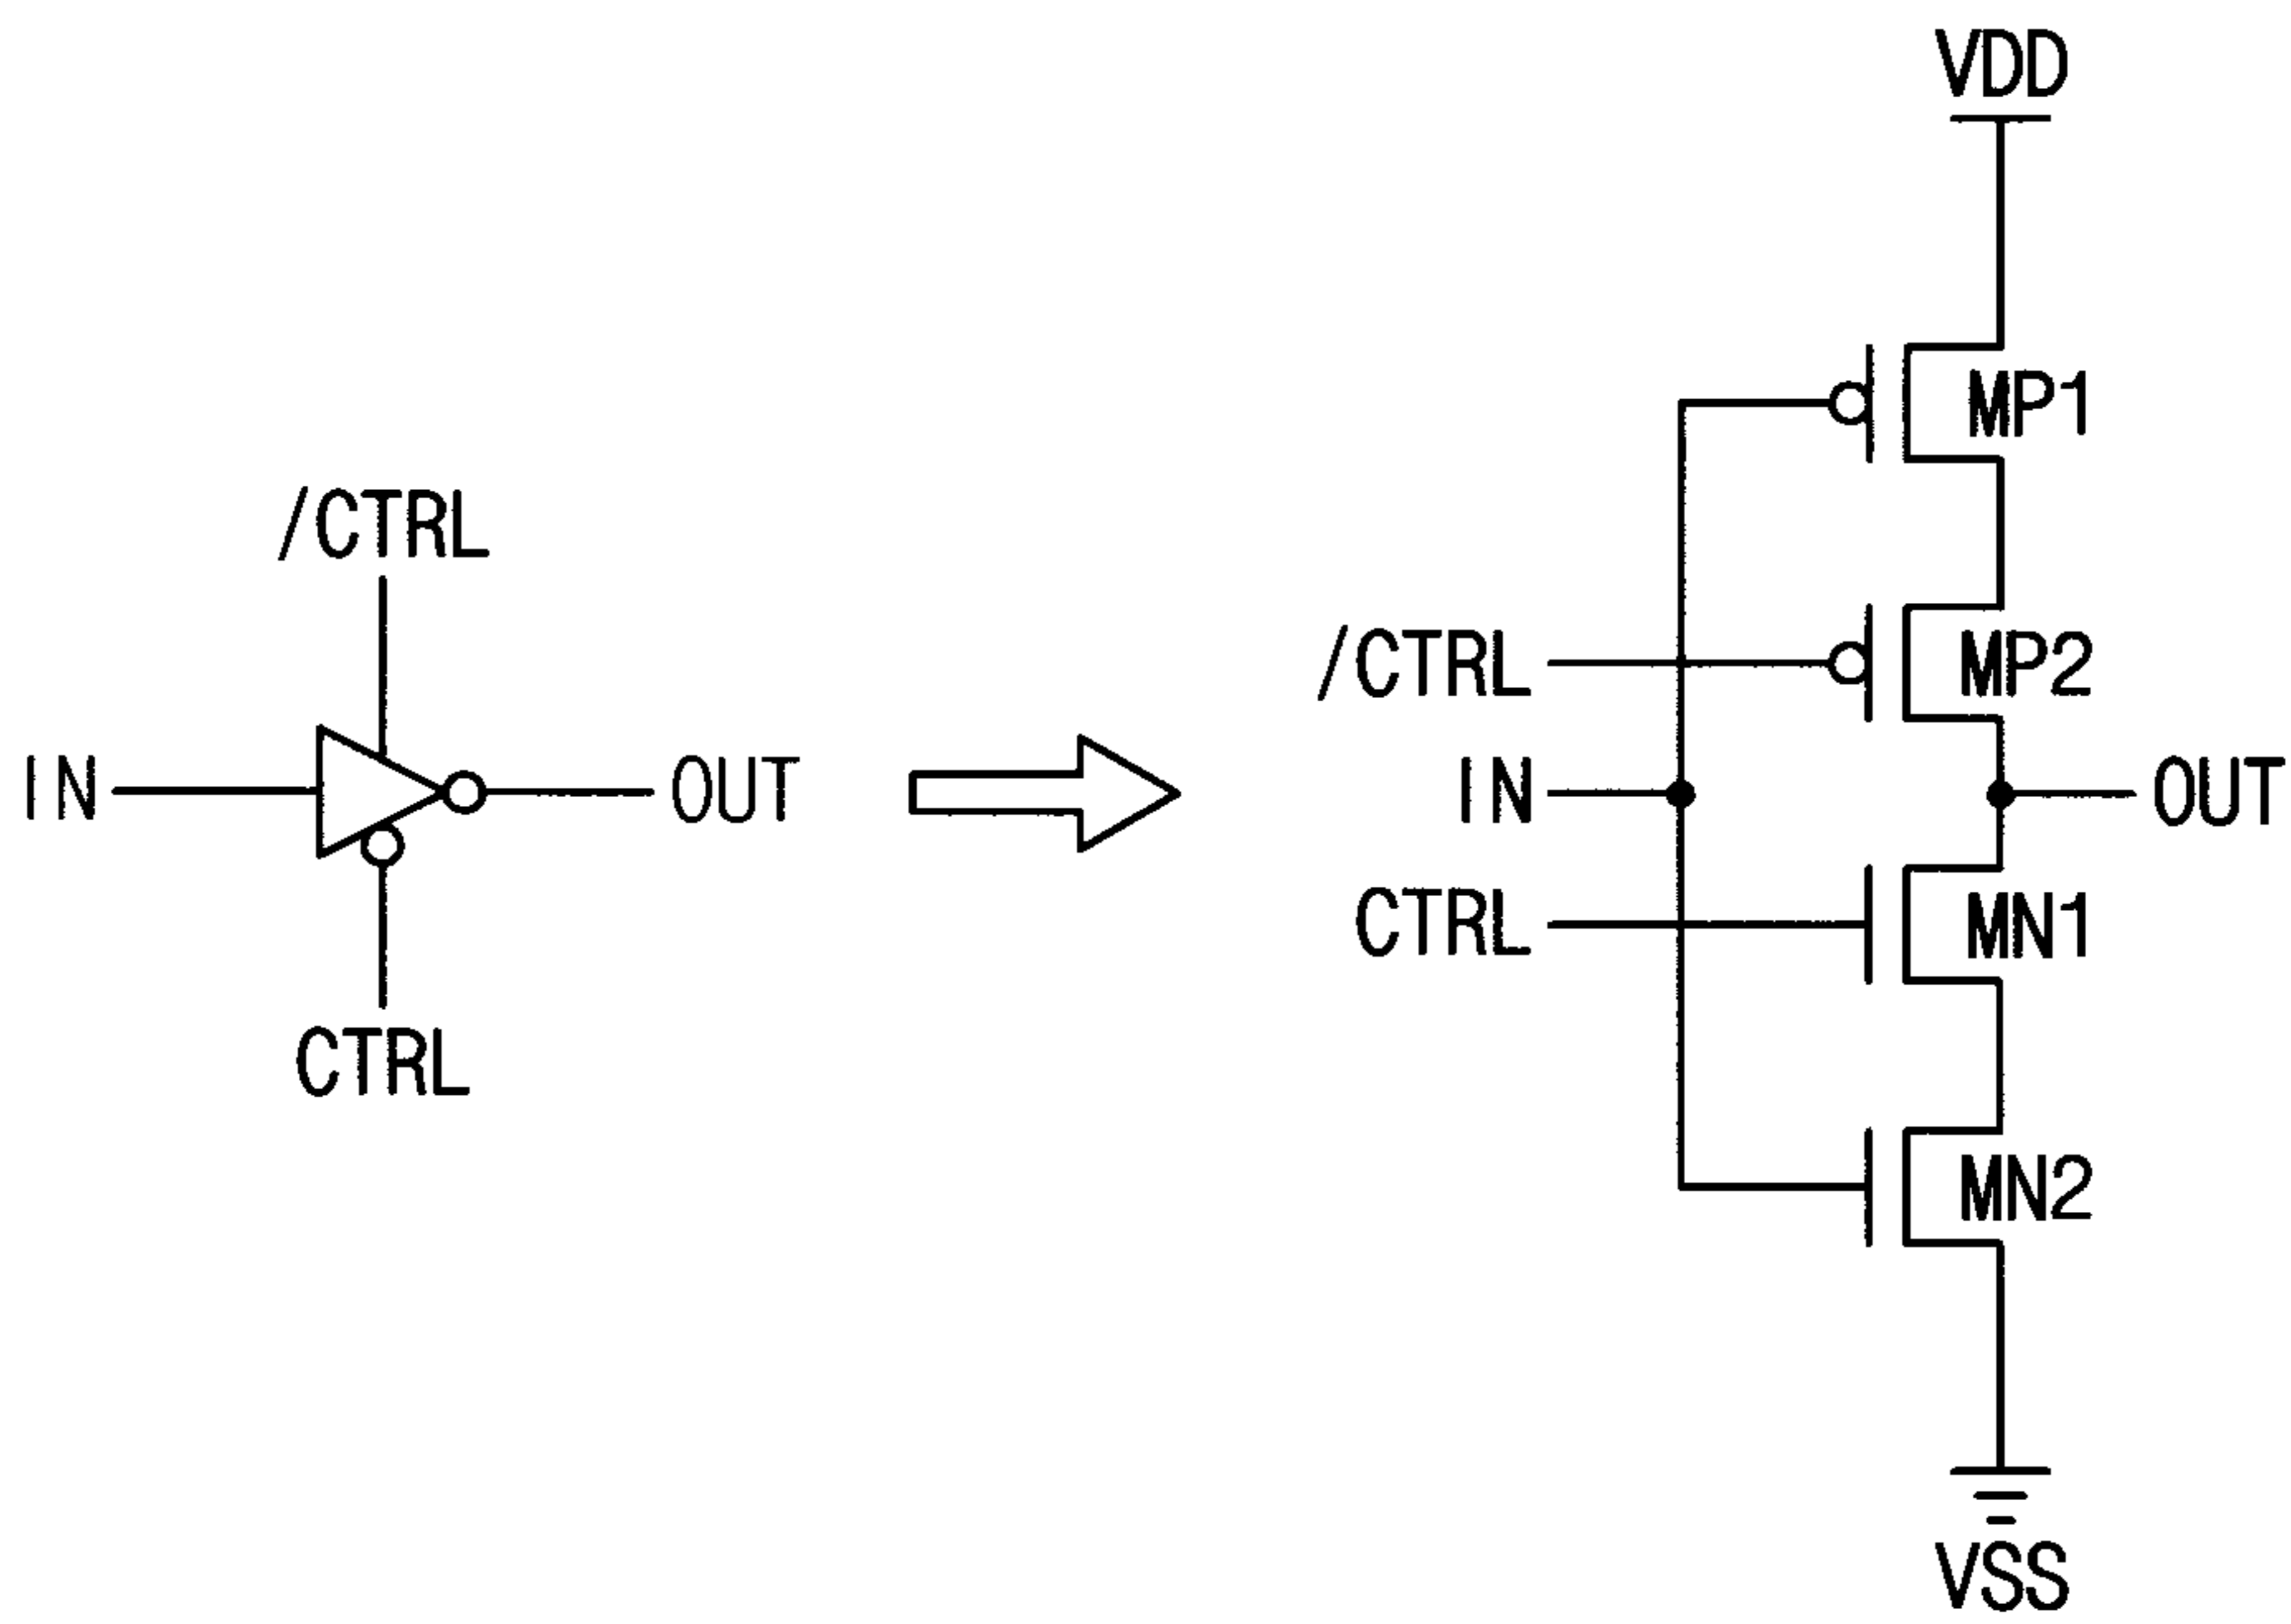 VDD
MP1
/CTRL
/CTRL
MP2
IN
OUT
IN
OUT
CTRL
MN1
CTRL
MN2
VSS